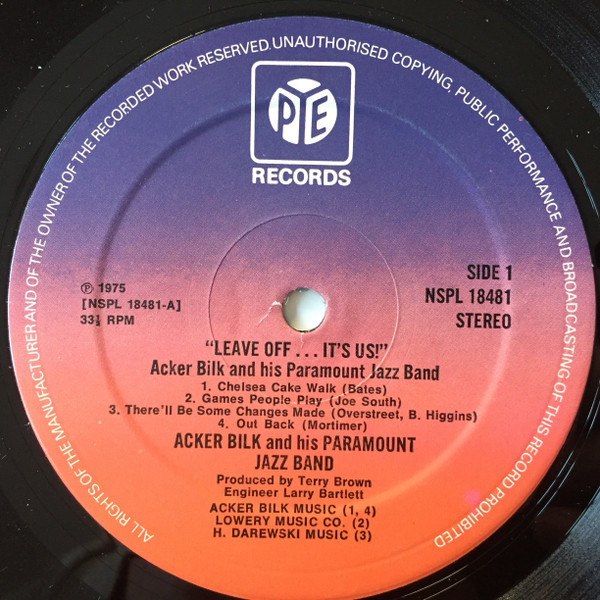 ALL RIGHTS OF THE MANUFACTURER AND OF THE OWNER OF THE RECORDED WORK RESERVED. UNAUTHORISED COPYING, PUBLIC PERFORMANCE AND BROADCASTING OF THIS RECORD PROHIBITED
PYE
RECORDS
℗ 1975
[NSPL 18481-A]
33⅓ RPM
SIDE 1
NSPL 18481
STEREO
“LEAVE OFF . . . IT'S US!”
Acker Bilk and his Paramount Jazz Band
1. Chelsea Cake Walk (Bates)
2. Games People Play (Joe South)
3. There'll Be Some Changes Made (Overstreet, B. Higgins)
4. Out Back (Mortimer)
ACKER BILK and his PARAMOUNT
JAZZ BAND
Produced by Terry Brown
Engineer Larry Bartlett
ACKER BILK MUSIC (1, 4)
LOWERY MUSIC CO. (2)
H. DAREWSKI MUSIC (3)